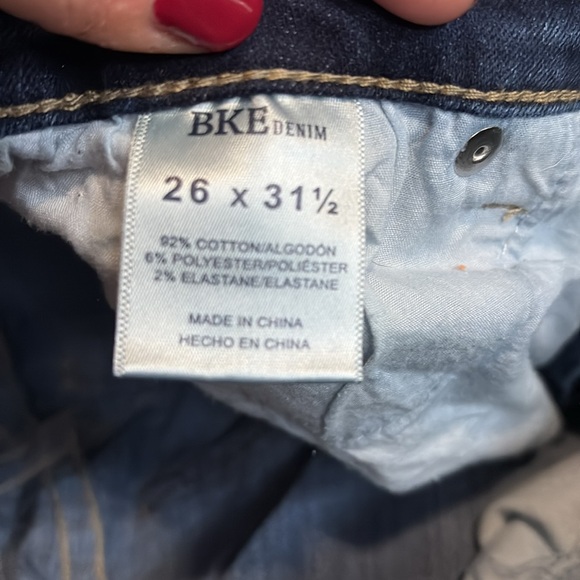 BKE DENIM
26 x 31½
92% COTTON/ALGODÓN
6% POLYESTER/POLIÉSTER
2% ELASTANE/ELASTANE
MADE IN CHINA
HECHO EN CHINA